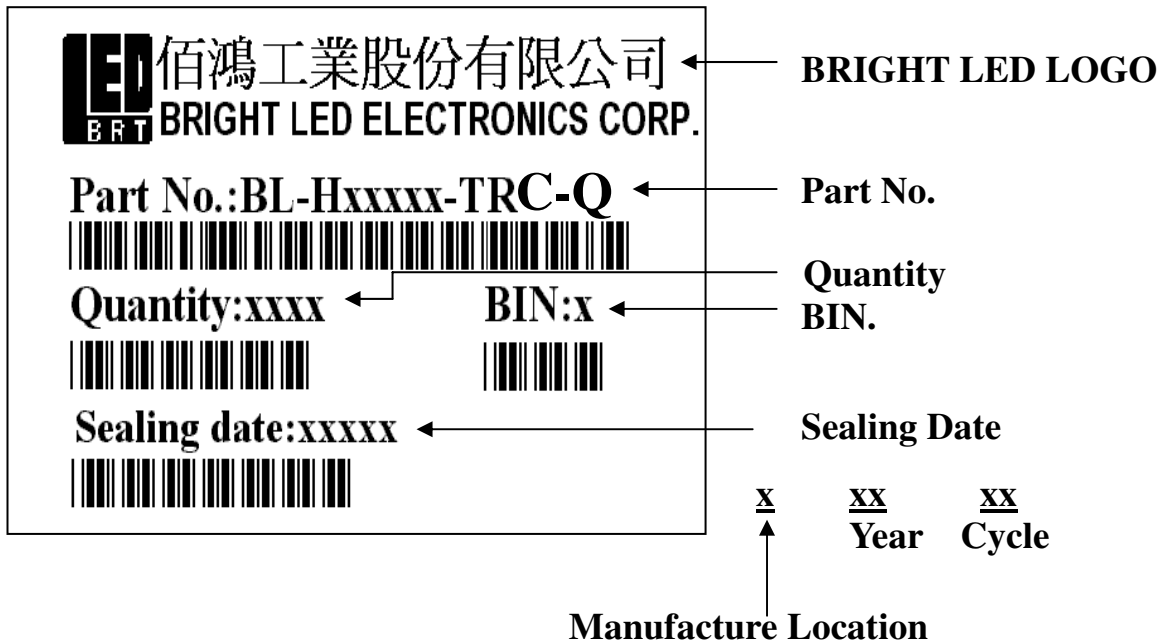 佰鴻工業股份有限公司
BRIGHT LED LOGO
LED
BRT
BRIGHT LED ELECTRONICS CORP.
Part No.:BL-Hxxxxx-TRC-Q
Part No.
Quantity
Quantity:xxxx
BIN:x
BIN.
Sealing date:xxxxx
Sealing Date
x xx xx
Year Cycle
Manufacture Location